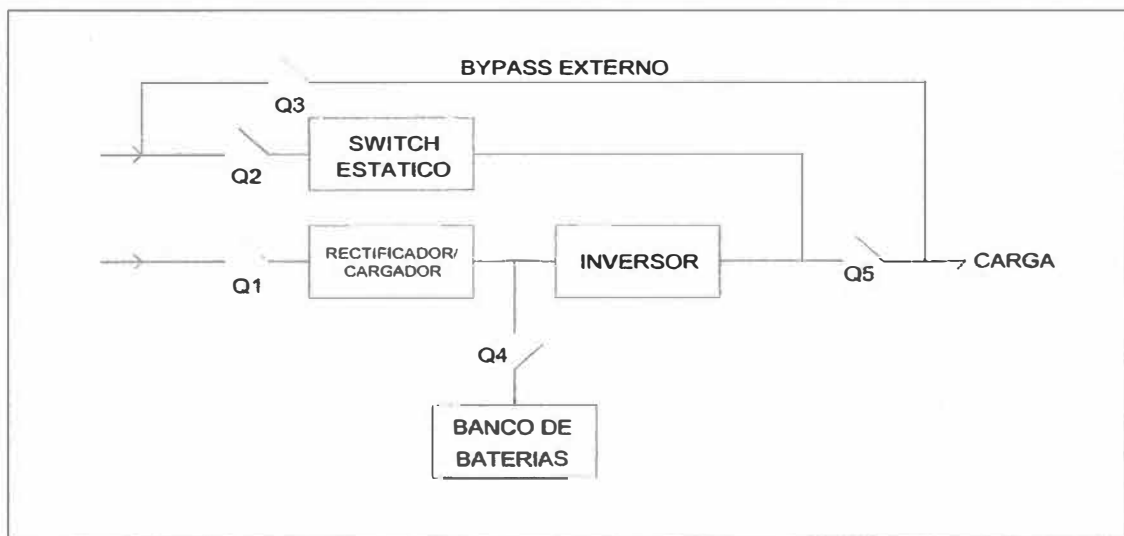 BYPASS EXTERNO
Q3
SWITCH
ESTATICO
Q2
RECTIFICADOR/
CARGADOR
INVERSOR
Q1
Q5
CARGA
Q4
BANCO DE
BATERIAS